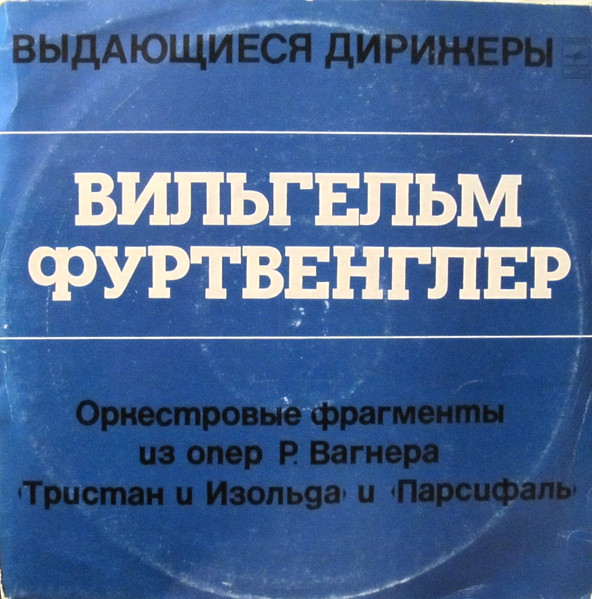 ВЫДАЮЩИЕСЯ ДИРИЖЕРЫ
ВИЛЬГЕЛЬМ
ФУРТВЕНГЛЕР
Оркестровые фрагменты
из опер Р. Вагнера
‹Тристан и Изольда› и ‹Парсифаль›